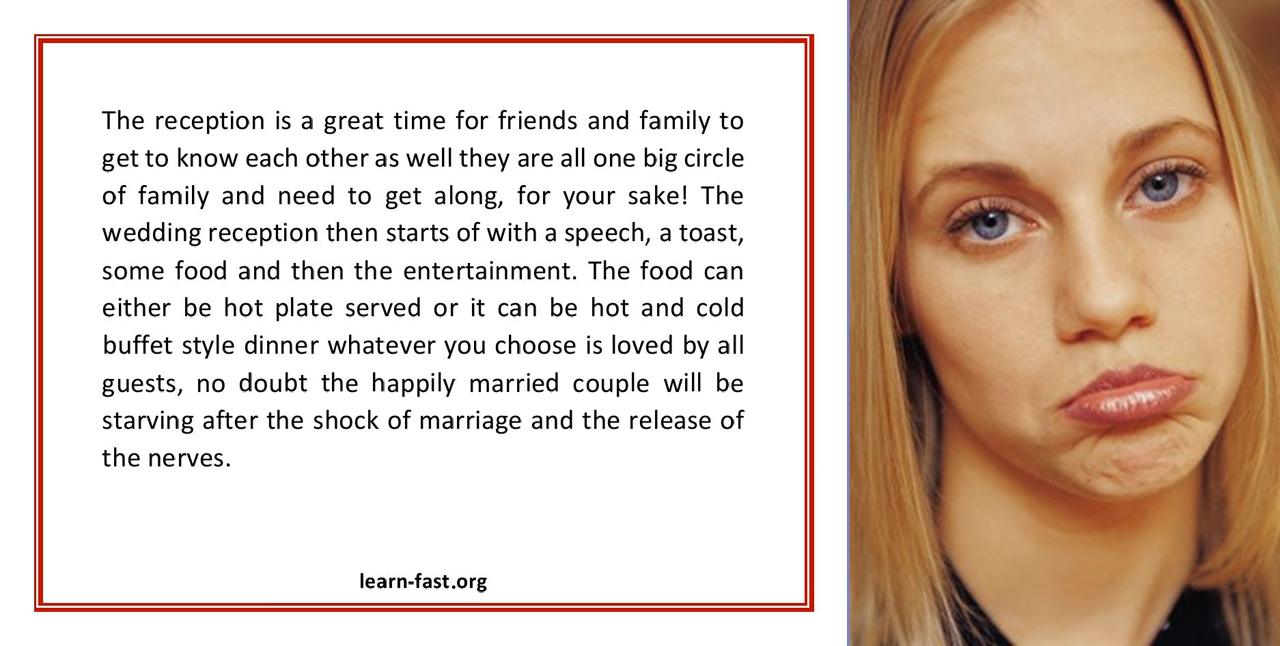 The reception is a great time for friends and family to
get to know each other as well they are all one big circle
of family and need to get along, for your sake! The
wedding reception then starts of with a speech, a toast,
some food and then the entertainment. The food can
either be hot plate served or it can be hot and cold
buffet style dinner whatever you choose is loved by all
guests, no doubt the happily married couple will be
starving after the shock of marriage and the release of
the nerves.
learn-fast.org